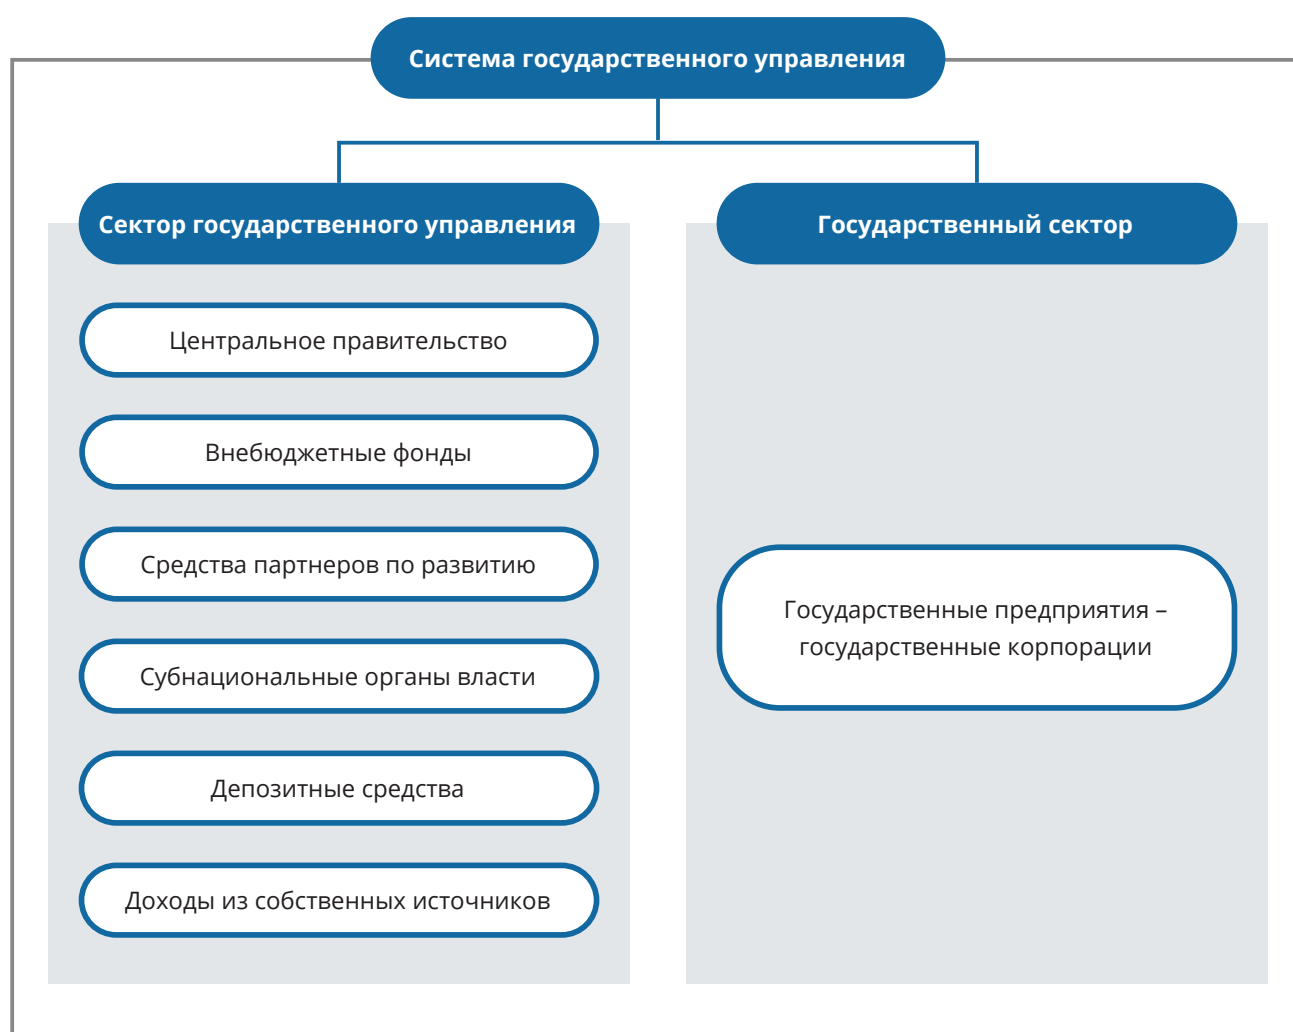 Система государственного управления
Сектор государственного управления
Центральное правительство
Внебюджетные фонды
Средства партнеров по развитию
Субнациональные органы власти
Депозитные средства
Доходы из собственных источников
Государственный сектор
Государственные предприятия –
государственные корпорации